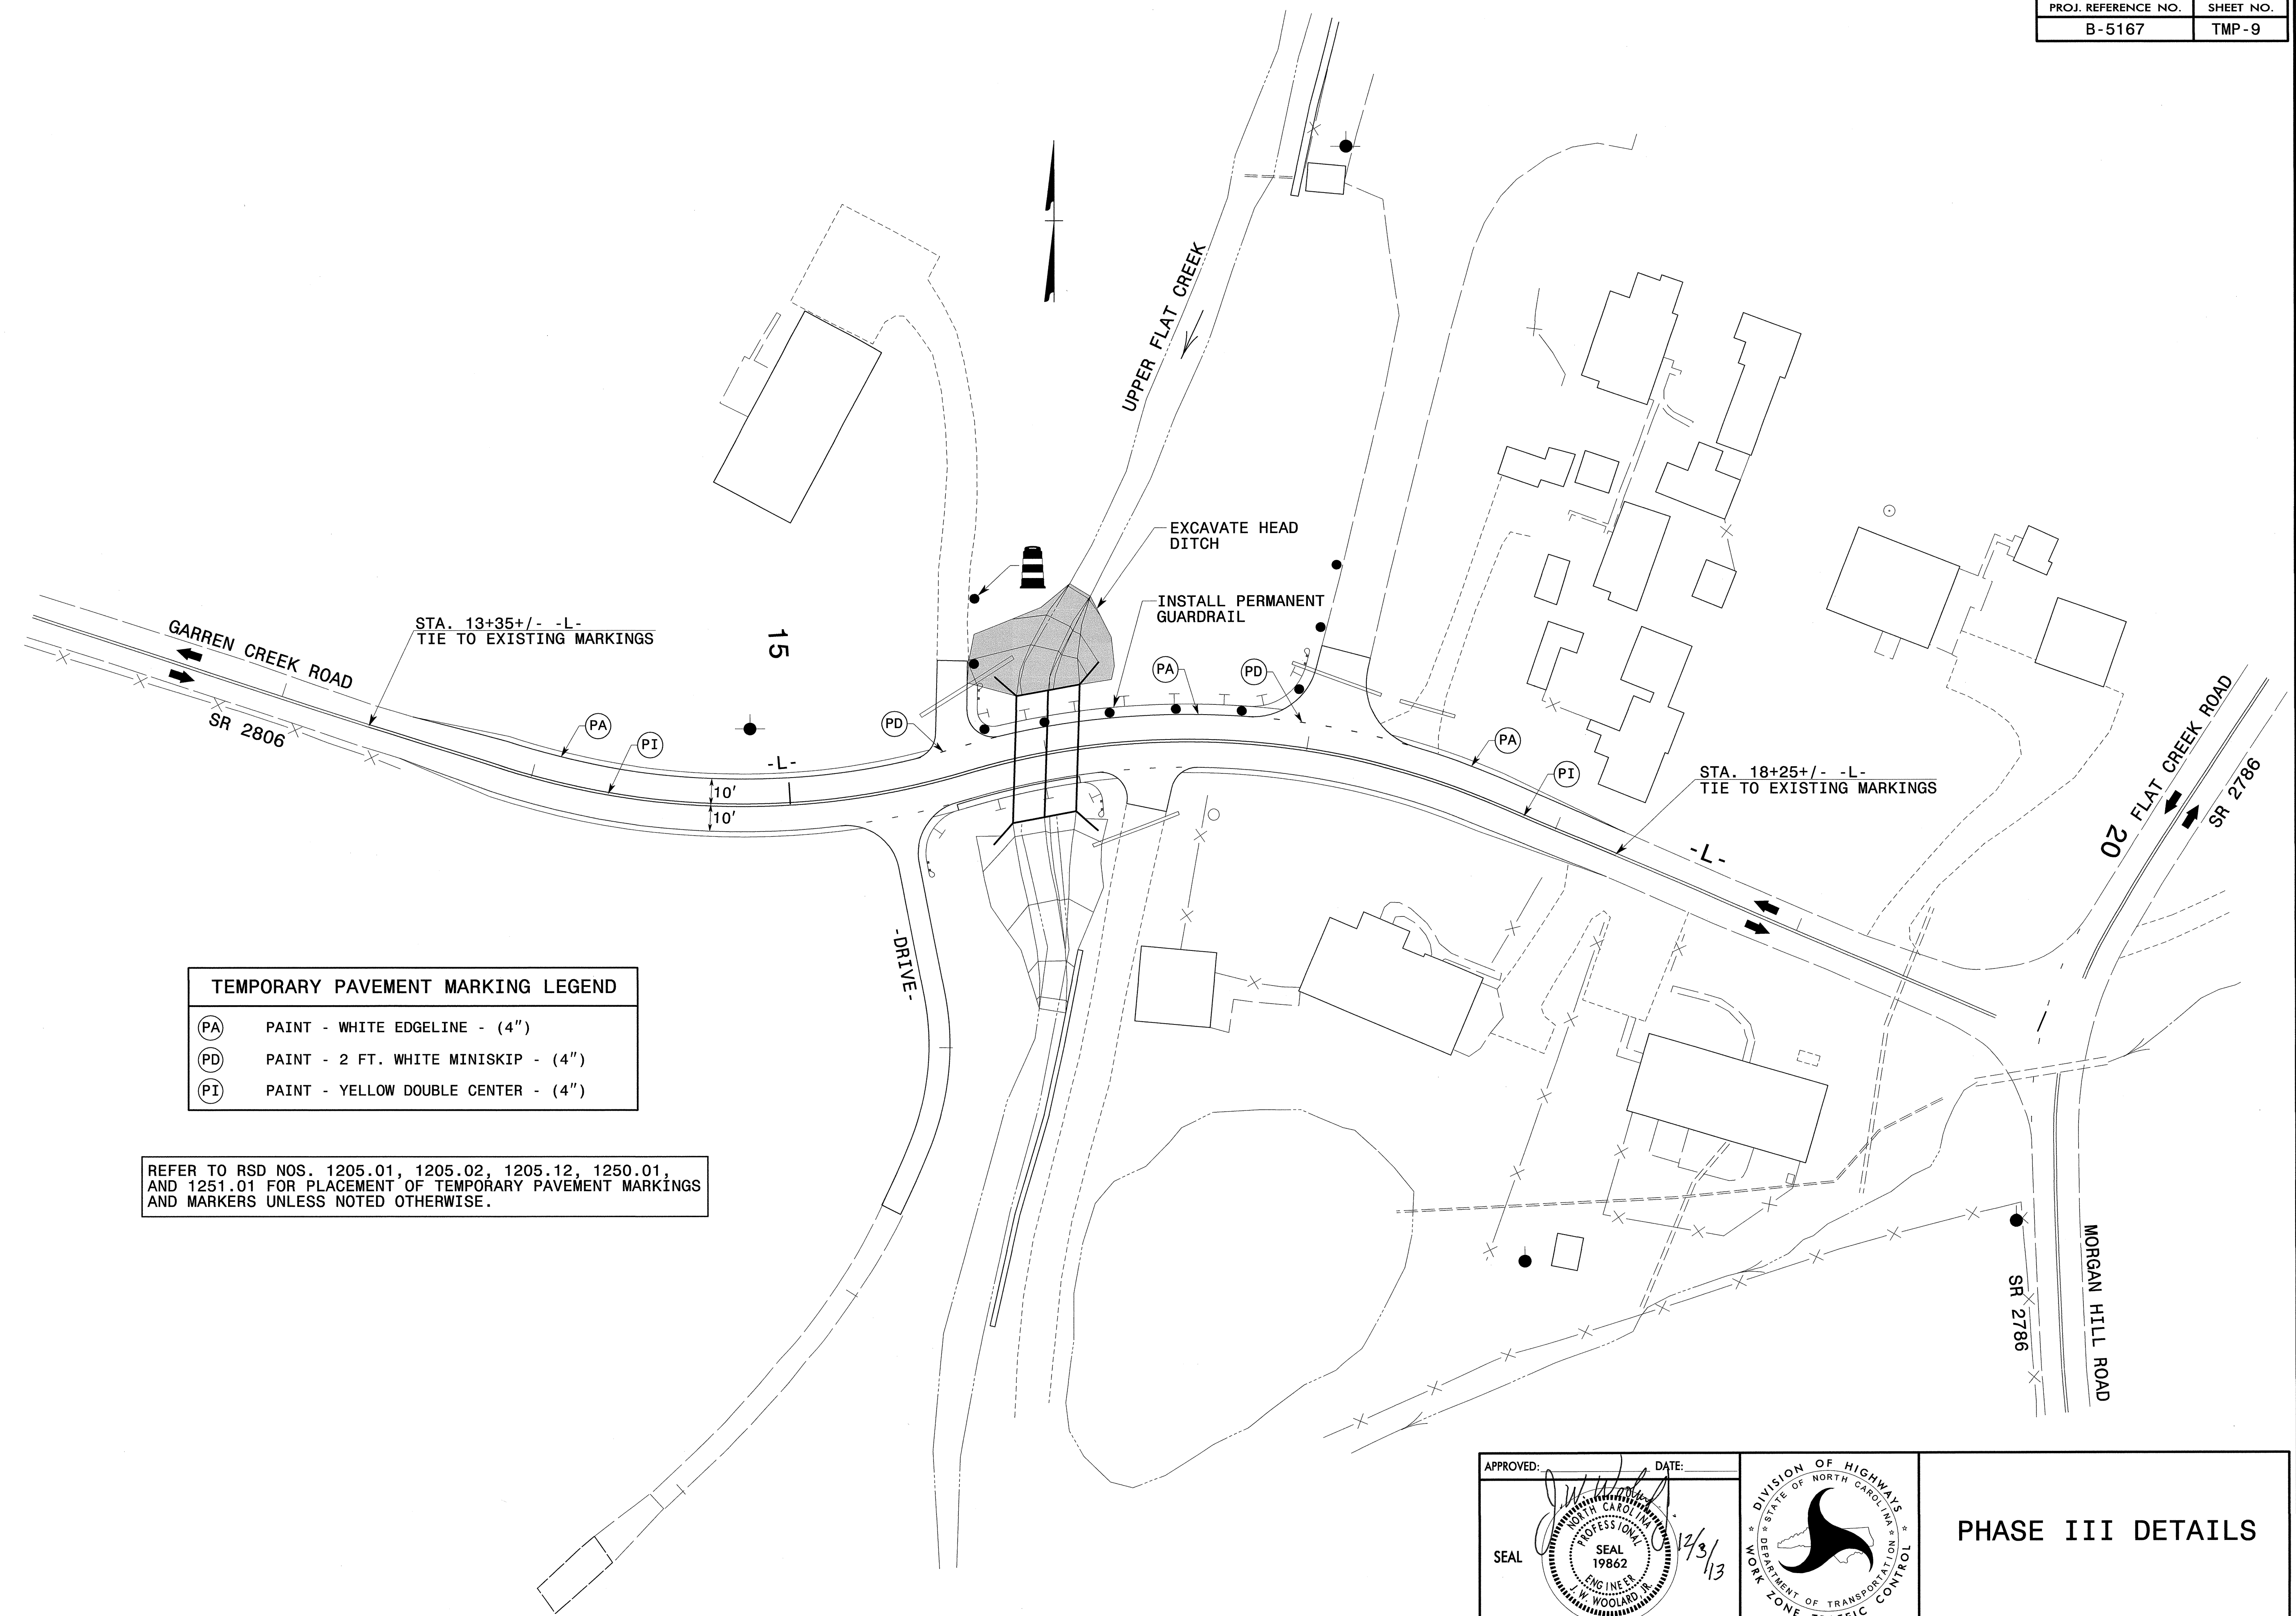 PROJ. REFERENCE NO.
SHEET NO.
B-5167
TMP-9
UPPER FLAT CREEK
EXCAVATE HEAD
DITCH
INSTALL PERMANENT
GUARDRAIL
STA. 13+35+/- -L-
TIE TO EXISTING MARKINGS
15
GARREN CREEK ROAD
SR 2806
PA
PI
PD
-L-
10'
10'
PA
PD
PA
PI
STA. 18+25+/- -L-
TIE TO EXISTING MARKINGS
-L-
20
FLAT CREEK ROAD
SR 2786
-DRIVE-
TEMPORARY PAVEMENT MARKING LEGEND
PA PAINT - WHITE EDGELINE - (4")
PD PAINT - 2 FT. WHITE MINISKIP - (4")
PI PAINT - YELLOW DOUBLE CENTER - (4")
REFER TO RSD NOS. 1205.01, 1205.02, 1205.12, 1250.01,
AND 1251.01 FOR PLACEMENT OF TEMPORARY PAVEMENT MARKINGS
AND MARKERS UNLESS NOTED OTHERWISE.
MORGAN HILL ROAD
SR 2786
APPROVED:
DATE:
J.W. Woolard, Jr.
SEAL
NORTH CAROLINA
PROFESSIONAL
SEAL
19862
ENGINEER
J. W. WOOLARD, JR.
12/3/13
DIVISION OF HIGHWAYS
STATE OF NORTH CAROLINA
DEPARTMENT OF TRANSPORTATION
WORK ZONE TRAFFIC CONTROL
PHASE III DETAILS